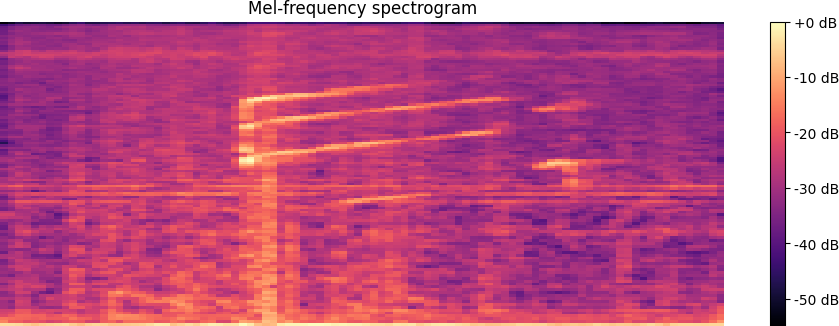 Mel-frequency spectrogram
+0 dB
-10 dB
-20 dB
-30 dB
-40 dB
-50 dB